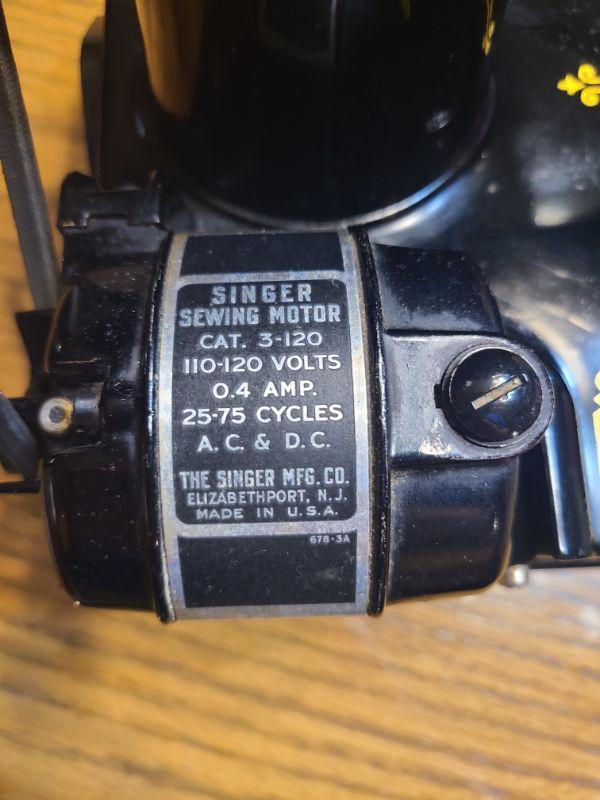 SINGER
SEWING MOTOR
CAT. 3-120
110-120 VOLTS
0.4 AMP.
25-75 CYCLES
A.C. & D.C.
THE SINGER MFG. CO.
ELIZABETHPORT, N.J.
MADE IN U.S.A.
678-3A